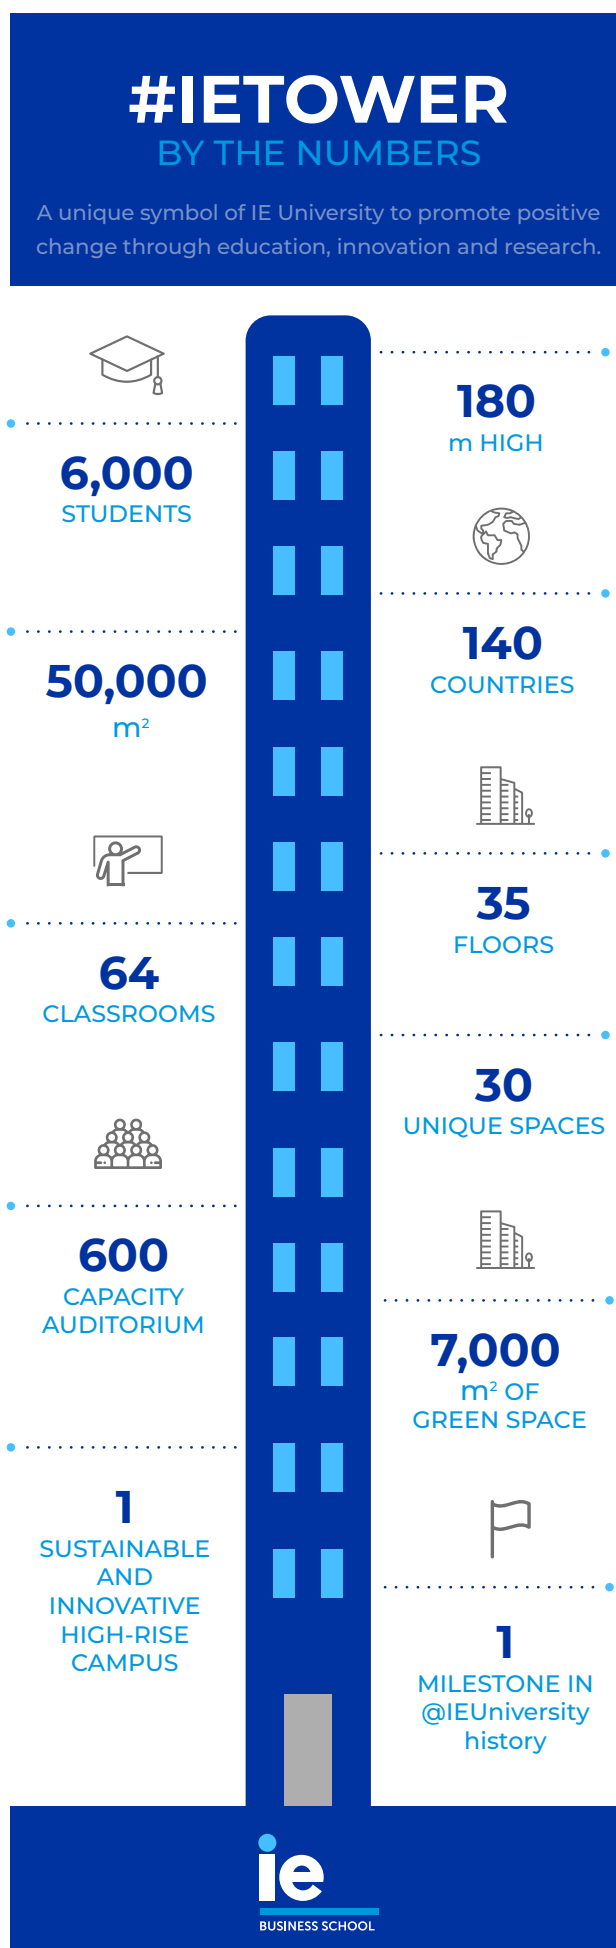 #IETOWER
BY THE NUMBERS
A unique symbol of IE University to promote positive
change through education, innovation and research.
180
m HIGH
6,000
STUDENTS
140
COUNTRIES
50,000
m²
35
FLOORS
64
CLASSROOMS
30
UNIQUE SPACES
600
CAPACITY
AUDITORIUM
7,000
m² OF
GREEN SPACE
1
SUSTAINABLE
AND
INNOVATIVE
HIGH-RISE
CAMPUS
1
MILESTONE IN
@IEUniversity
history
ie
BUSINESS SCHOOL